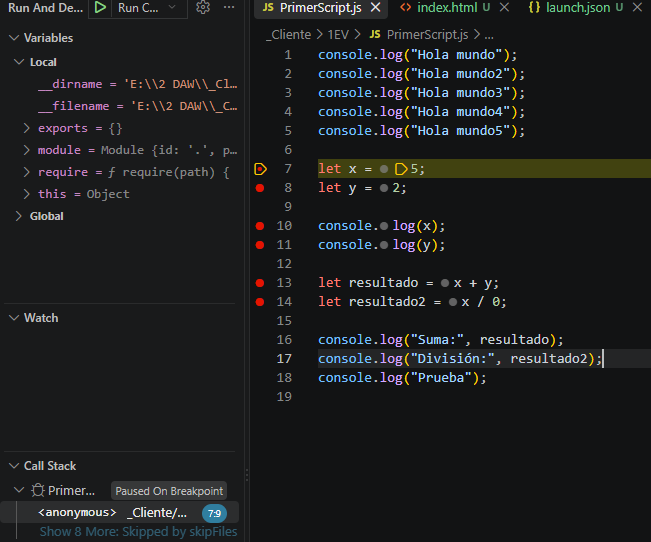 Run And De... Run C... ...
Variables
Local
__dirname = 'E:\\2 DAW\\_Cl...
__filename = 'E:\\2 DAW\\_C...
exports = {}
module = Module {id: '.', p...
require = ƒ require(path) {
this = Object
Global
Watch
Call Stack
Primer... Paused On Breakpoint
<anonymous> _Cliente/... 7:9
Show 8 More: Skipped by skipFiles
JS PrimerScript.js U <> index.html U {} launch.json U
_Cliente > 1EV > JS PrimerScript.js > ...
1 console.log("Hola mundo");
2 console.log("Hola mundo2");
3 console.log("Hola mundo3");
4 console.log("Hola mundo4");
5 console.log("Hola mundo5");
6
7 let x = 5;
8 let y = 2;
9
10 console.log(x);
11 console.log(y);
12
13 let resultado = x + y;
14 let resultado2 = x / 0;
15
16 console.log("Suma:", resultado);
17 console.log("División:", resultado2);
18 console.log("Prueba");
19